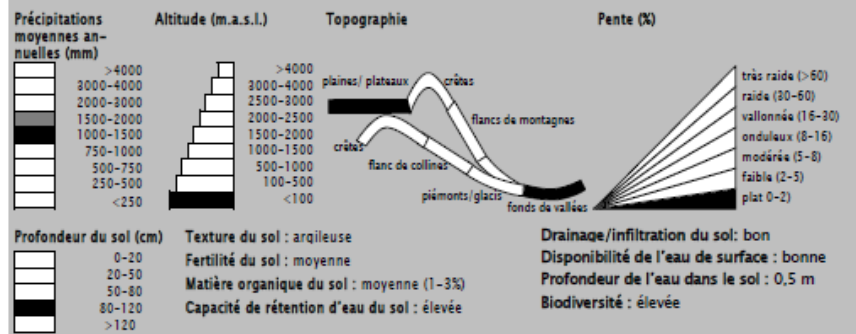 Précipitations
moyennes an-
nuelles (mm)
>4000
3000-4000
2000-3000
1500-2000
1000-1500
750-1000
500-750
250-500
<250
Altitude (m.a.s.l.)
>4000
3000-4000
2500-3000
2000-2500
1500-2000
1000-1500
500-1000
100-500
<100
Topographie
plaines/ plateaux
crêtes
flancs de montagnes
crêtes
flanc de collines
piémonts/glacis
fonds de vallées
Pente (%)
très raide (>60)
raide (30-60)
vallonnée (16-30)
onduleux (8-16)
modérée (5-8)
faible (2-5)
plat 0-2)
Profondeur du sol (cm)
0-20
20-50
50-80
80-120
>120
Texture du sol : argileuse
Fertilité du sol : moyenne
Matière organique du sol : moyenne (1-3%)
Capacité de rétention d'eau du sol : élevée
Drainage/infiltration du sol: bon
Disponibilité de l'eau de surface : bonne
Profondeur de l'eau dans le sol : 0,5 m
Biodiversité : élevée